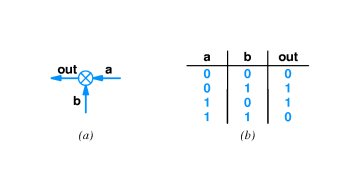 out a
b
(a)
a b out
0 0 0
0 1 1
1 0 1
1 1 0
(b)